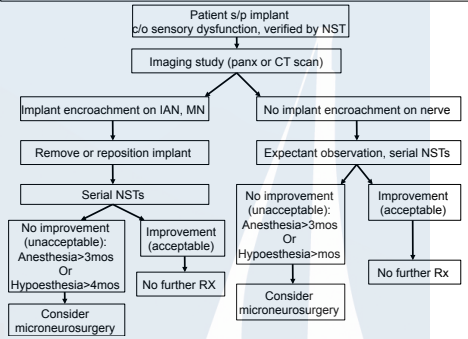 Patient s/p implant
c/o sensory dysfunction, verified by NST
Imaging study (panx or CT scan)
Implant encroachment on IAN, MN
No implant encroachment on nerve
Remove or reposition implant
Expectant observation, serial NSTs
Serial NSTs
No improvement
(unacceptable):
Anesthesia>3mos
Or
Hypoesthesia>4mos
Improvement
(acceptable)
No further RX
Consider
microneurosurgery
No improvement
(unacceptable):
Anesthesia>3mos
Or
Hypoesthesia>mos
Improvement
(acceptable)
No further Rx
Consider
microneurosurgery